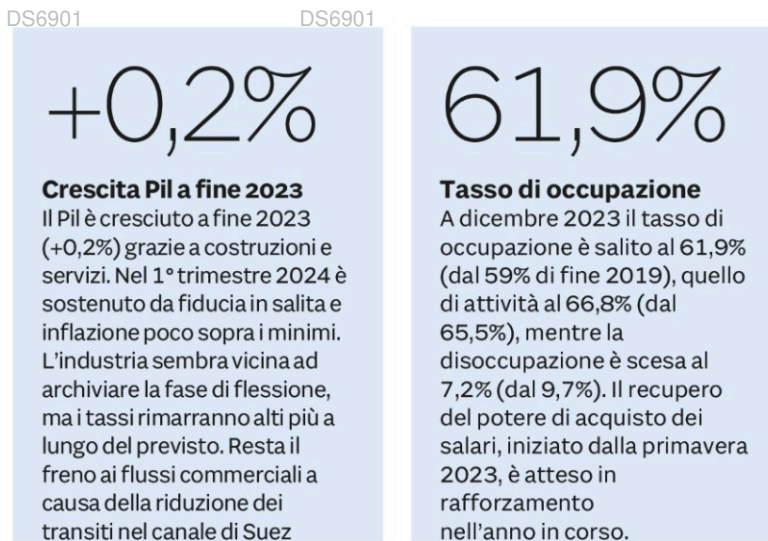 DS6901
DS6901
+0,2%
Crescita Pil a fine 2023
Il Pil è cresciuto a fine 2023
(+0,2%) grazie a costruzioni e
servizi. Nel 1° trimestre 2024 è
sostenuto da fiducia in salita e
inflazione poco sopra i minimi.
L’industria sembra vicina ad
archiviare la fase di flessione,
ma i tassi rimarranno alti più a
lungo del previsto. Resta il
freno ai flussi commerciali a
causa della riduzione dei
transiti nel canale di Suez
61,9%
Tasso di occupazione
A dicembre 2023 il tasso di
occupazione è salito al 61,9%
(dal 59% di fine 2019), quello
di attività al 66,8% (dal
65,5%), mentre la
disoccupazione è scesa al
7,2% (dal 9,7%). Il recupero
del potere di acquisto dei
salari, iniziato dalla primavera
2023, è atteso in
rafforzamento
nell’anno in corso.